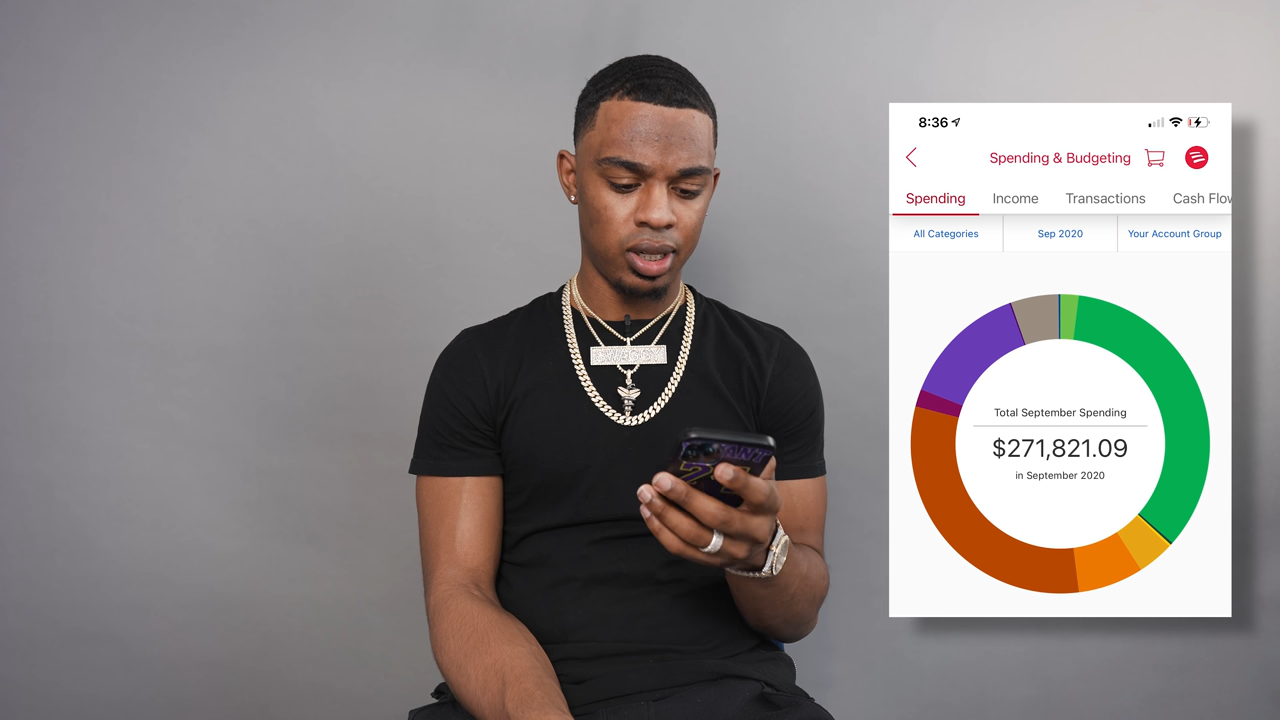 8:36
Spending & Budgeting
Spending Income Transactions Cash Flow
All Categories Sep 2020 Your Account Group
Total September Spending
$271,821.09
in September 2020